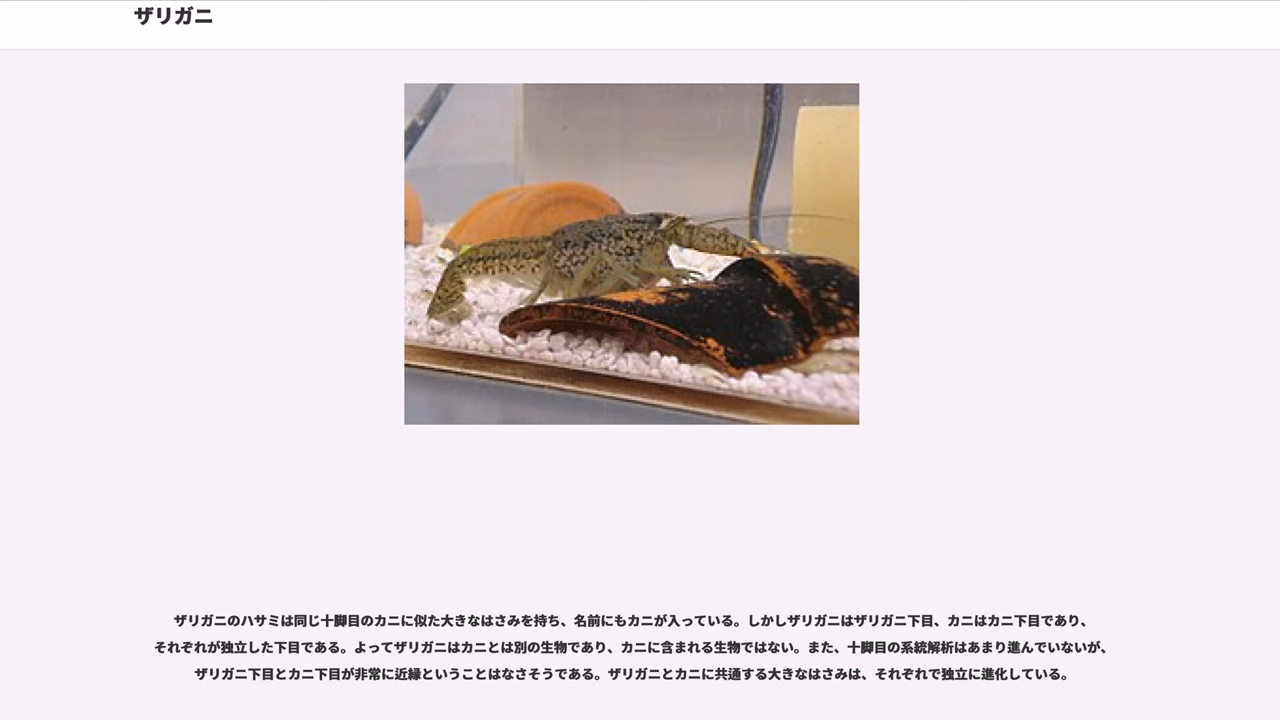 ザリガニ
ザリガニのハサミは同じ十脚目のカニに似た大きなはさみを持ち、名前にもカニが入っている。しかしザリガニはザリガニ下目、カニはカニ下目であり、
それぞれが独立した下目である。よってザリガニはカニとは別の生物であり、カニに含まれる生物ではない。また、十脚目の系統解析はあまり進んでいないが、
ザリガニ下目とカニ下目が非常に近縁ということはなさそうである。ザリガニとカニに共通する大きなはさみは、それぞれで独立に進化している。